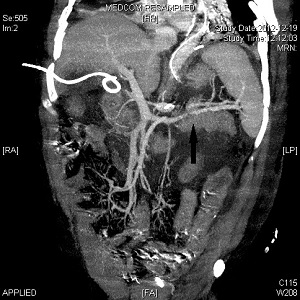 Se:505
Im:2
MEDCOM RESAMPLED
Study Date:2012-12-19
Study Time:12:12:03
MRN:
[RA]
[LP]
[FA]
APPLIED
C115
W208